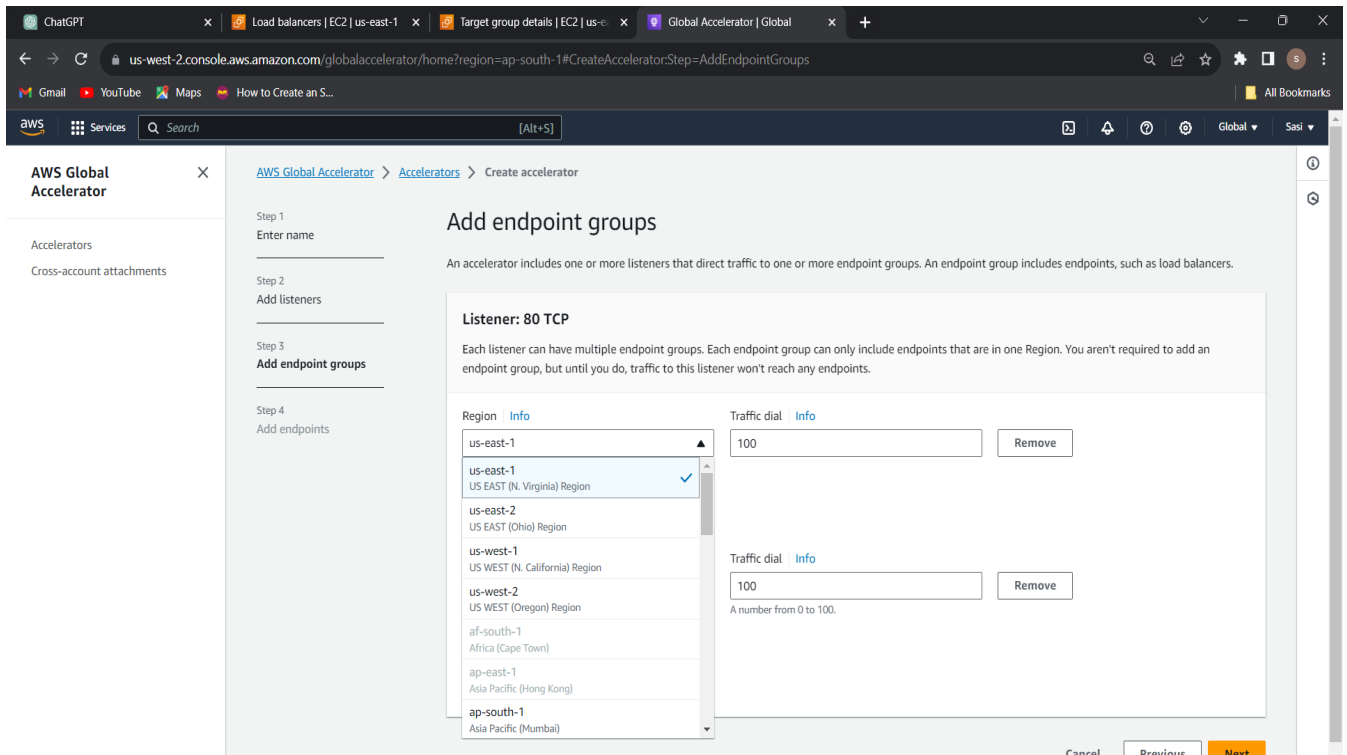 ChatGPT
Load balancers | EC2 | us-east-1
Target group details | EC2 | us-ea
Global Accelerator | Global
us-west-2.console.aws.amazon.com/globalaccelerator/home?region=ap-south-1#CreateAccelerator:Step=AddEndpointGroups
S
Gmail
YouTube
Maps
How to Create an S...
All Bookmarks
aws
Services
Search
[Alt+S]
Global
Sasi
AWS Global
Accelerator
Accelerators
Cross-account attachments
AWS Global Accelerator
Accelerators
Create accelerator
Step 1
Enter name
Step 2
Add listeners
Step 3
Add endpoint groups
Step 4
Add endpoints
Add endpoint groups
An accelerator includes one or more listeners that direct traffic to one or more endpoint groups. An endpoint group includes endpoints, such as load balancers.
Listener: 80 TCP
Each listener can have multiple endpoint groups. Each endpoint group can only include endpoints that are in one Region. You aren't required to add an
endpoint group, but until you do, traffic to this listener won't reach any endpoints.
Region Info
Traffic dial Info
us-east-1
100
Remove
us-east-1
US EAST (N. Virginia) Region
us-east-2
US EAST (Ohio) Region
us-west-1
US WEST (N. California) Region
us-west-2
US WEST (Oregon) Region
af-south-1
Africa (Cape Town)
ap-east-1
Asia Pacific (Hong Kong)
ap-south-1
Asia Pacific (Mumbai)
Traffic dial Info
100
Remove
A number from 0 to 100.
Cancel
Previous
Next